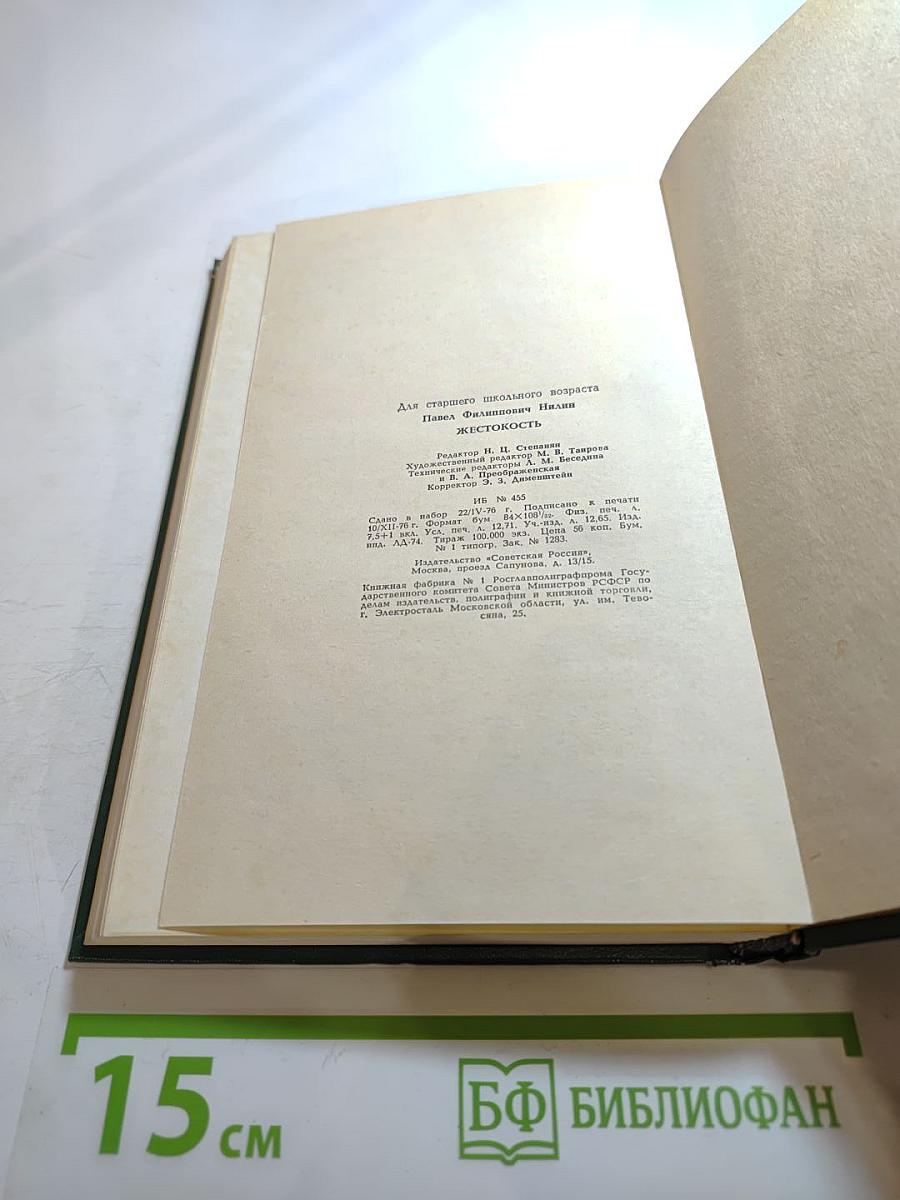 Для старшего школьного возраста
Павел Филиппович Нилин
ЖЕСТОКОСТЬ
Редактор Н. Ц. Степанян
Художественный редактор М. В. Таирова
Технические редакторы Л. М. Беседина
и В. А. Преображенская
Корректор Э. З. Дименштейн
ИБ № 455
Сдано в набор 22/IV-76 г. Подписано к печати
10/XII-76 г. Формат бум 84×108¹/₃₂. Физ. печ. л.
7,5+1 вкл. Усл. печ. л. 12,71. Уч.-изд. л. 12,65. Изд.
инд. ЛД-74. Тираж 100.000 экз. Цена 56 коп. Бум.
№ 1 типогр. Зак. № 1283.
Издательство «Советская Россия»,
Москва, проезд Сапунова, д. 13/15.
Книжная фабрика № 1 Росглавполиграфпрома Госу-
дарственного комитета Совета Министров РСФСР по
делам издательств, полиграфии и книжной торговли,
г. Электросталь Московской области, ул. им. Тево-
сяна, 25.
15 см
БФ БИБЛИОФАН